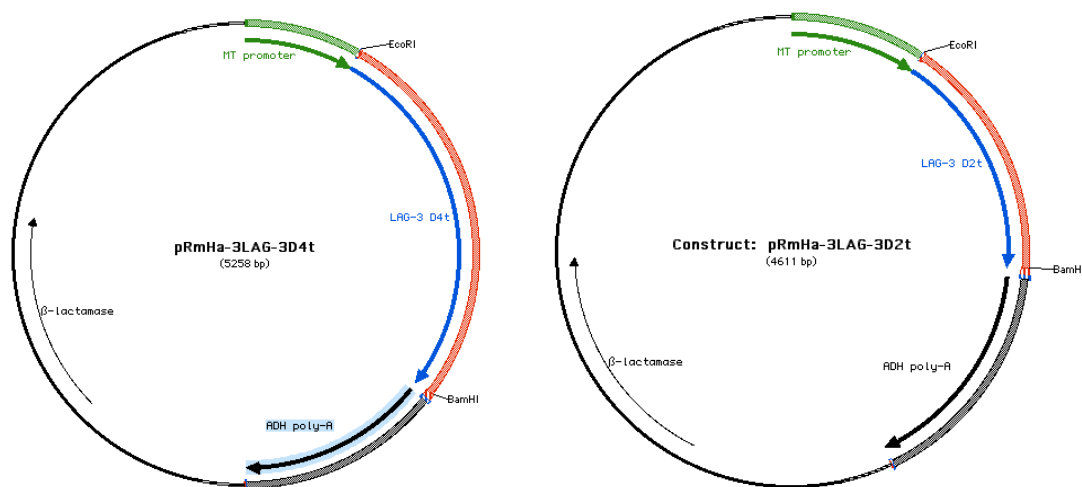 EcoRI
MT promoter
LAG-3 D4t
pRmHa-3LAG-3D4t
(5258 bp)
β-lactamase
BamHI
ADH poly-A
EcoRI
MT promoter
LAG-3 D2t
Construct: pRmHa-3LAG-3D2t
(4611 bp)
BamH
β-lactamase
ADH poly-A